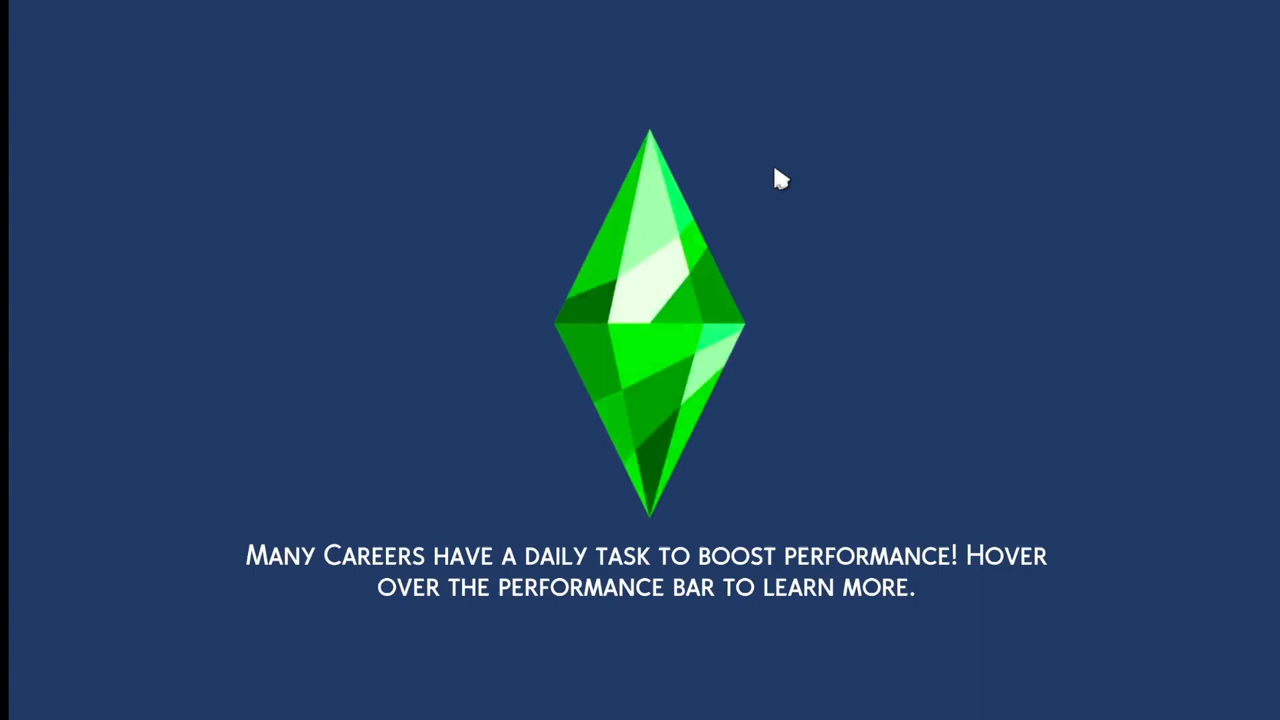 Many Careers have a daily task to boost performance! Hover
over the performance bar to learn more.